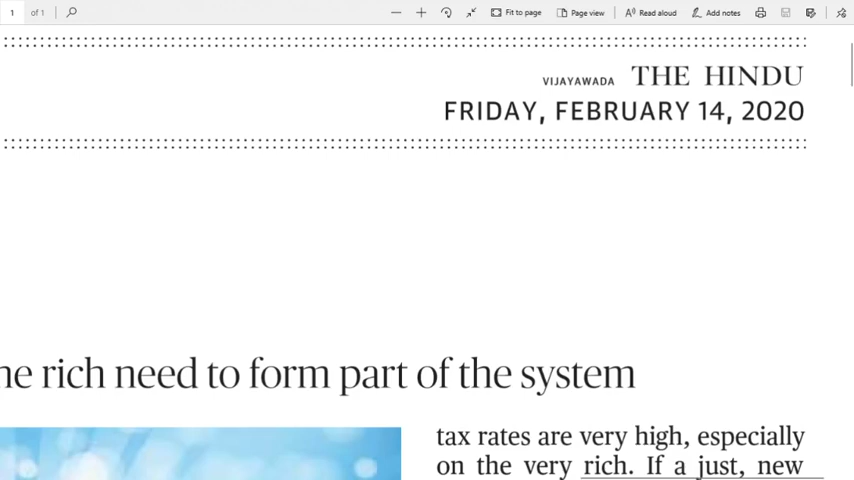 1 of 1 Fit to page Page view Read aloud Add notes
VIJAYAWADA THE HINDU
FRIDAY, FEBRUARY 14, 2020
rich need to form part of the system
tax rates are very high, especially
on the very rich. If a just, new